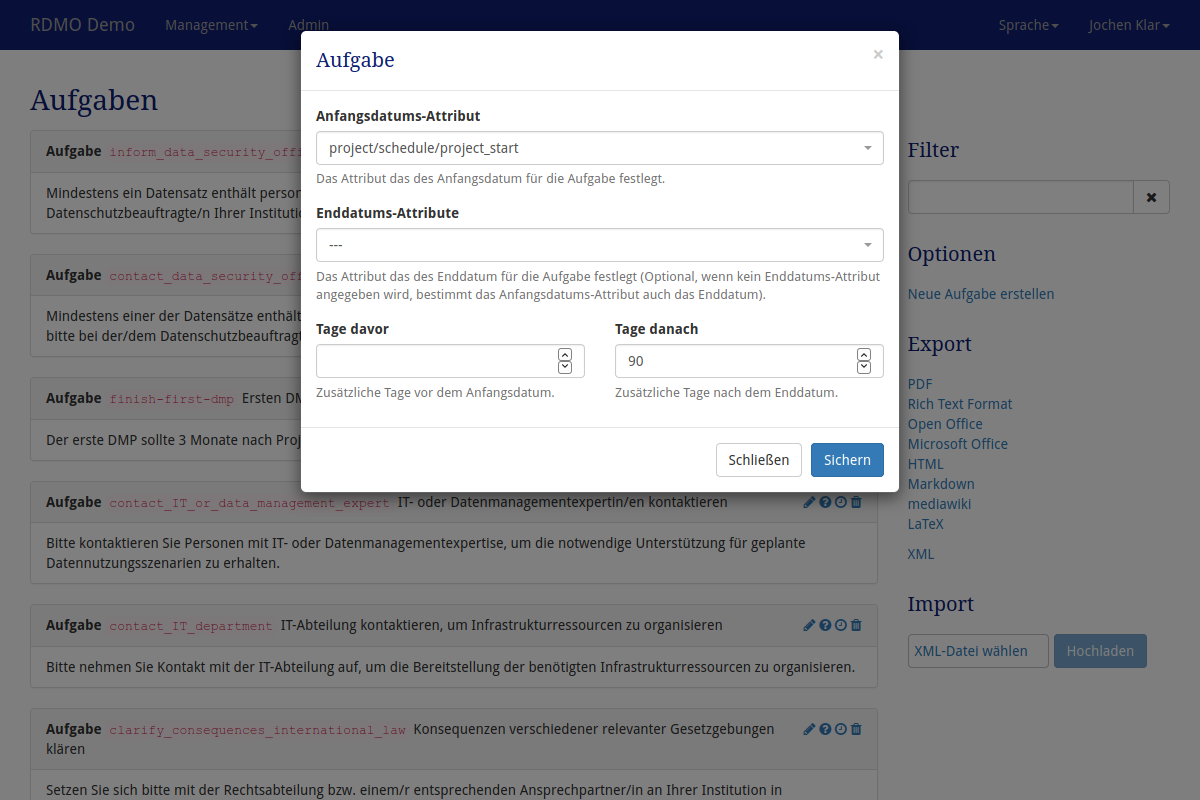 RDMO Demo Management Admin Sprache Jochen Klar
Aufgabe ×
Anfangsdatums-Attribut
project/schedule/project_start
Das Attribut das des Anfangsdatum für die Aufgabe festlegt.
Enddatums-Attribute
---
Das Attribut das des Enddatum für die Aufgabe festlegt (Optional, wenn kein Enddatums-Attribut
angegeben wird, bestimmt das Anfangsdatums-Attribut auch das Enddatum).
Tage davor Tage danach
90
Zusätzliche Tage vor dem Anfangsdatum. Zusätzliche Tage nach dem Enddatum.
Schließen Sichern
Aufgaben
Aufgabe inform_data_security_offi
Mindestens ein Datensatz enthält person
Datenschutzbeauftragte/n Ihrer Institutio
Aufgabe contact_data_security_off
Mindestens einer der Datensätze enthält
bitte bei der/dem Datenschutzbeauftragt
Aufgabe finish-first-dmp Ersten DM
Der erste DMP sollte 3 Monate nach Proj
Aufgabe contact_IT_or_data_management_expert IT- oder Datenmanagementexpertin/en kontaktieren
Bitte kontaktieren Sie Personen mit IT- oder Datenmanagementexpertise, um die notwendige Unterstützung für geplante
Datennutzungsszenarien zu erhalten.
Aufgabe contact_IT_department IT-Abteilung kontaktieren, um Infrastrukturressourcen zu organisieren
Bitte nehmen Sie Kontakt mit der IT-Abteilung auf, um die Bereitstellung der benötigten Infrastrukturressourcen zu organisieren.
Aufgabe clarify_consequences_international_law Konsequenzen verschiedener relevanter Gesetzgebungen
klären
Setzen Sie sich bitte mit der Rechtsabteilung bzw. einem/r entsprechenden Ansprechpartner/in an Ihrer Institution in
Filter
Optionen
Neue Aufgabe erstellen
Export
PDF
Rich Text Format
Open Office
Microsoft Office
HTML
Markdown
mediawiki
LaTeX
XML
Import
XML-Datei wählen Hochladen